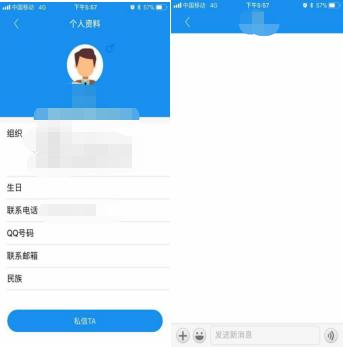 中国移动 4G 下午5:57 57%
个人资料
组织
生日
联系电话
QQ号码
联系邮箱
民族
私信TA
中国移动 4G 下午5:57 57%
发送新消息